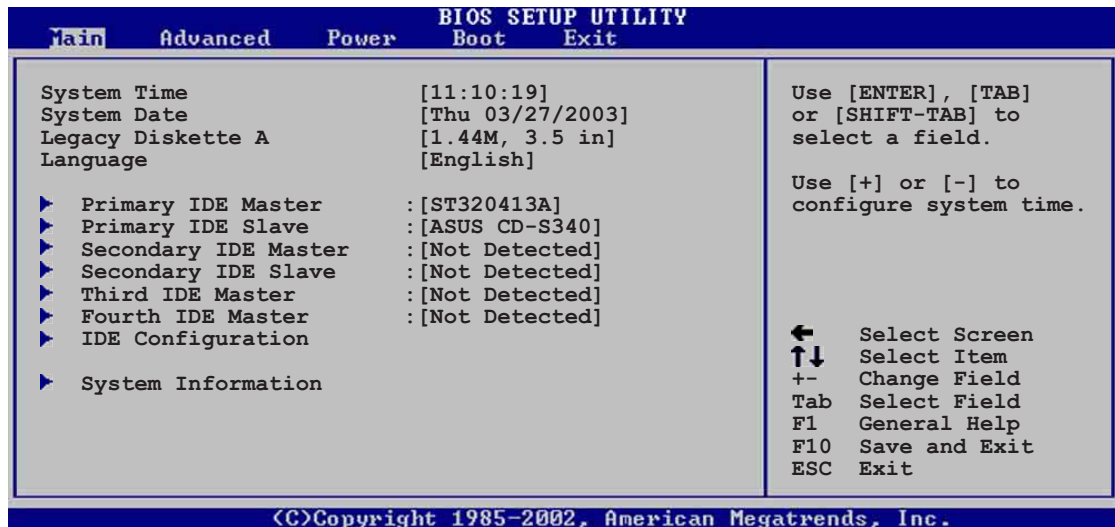 BIOS SETUP UTILITY
Main Advanced Power Boot Exit
System Time [11:10:19]
System Date [Thu 03/27/2003]
Legacy Diskette A [1.44M, 3.5 in]
Language [English]
Primary IDE Master :[ST320413A]
Primary IDE Slave :[ASUS CD-S340]
Secondary IDE Master :[Not Detected]
Secondary IDE Slave :[Not Detected]
Third IDE Master :[Not Detected]
Fourth IDE Master :[Not Detected]
IDE Configuration
System Information
Use [ENTER], [TAB]
or [SHIFT-TAB] to
select a field.
Use [+] or [-] to
configure system time.
← Select Screen
↑↓ Select Item
+- Change Field
Tab Select Field
F1 General Help
F10 Save and Exit
ESC Exit
(C)Copyright 1985-2002, American Megatrends, Inc.